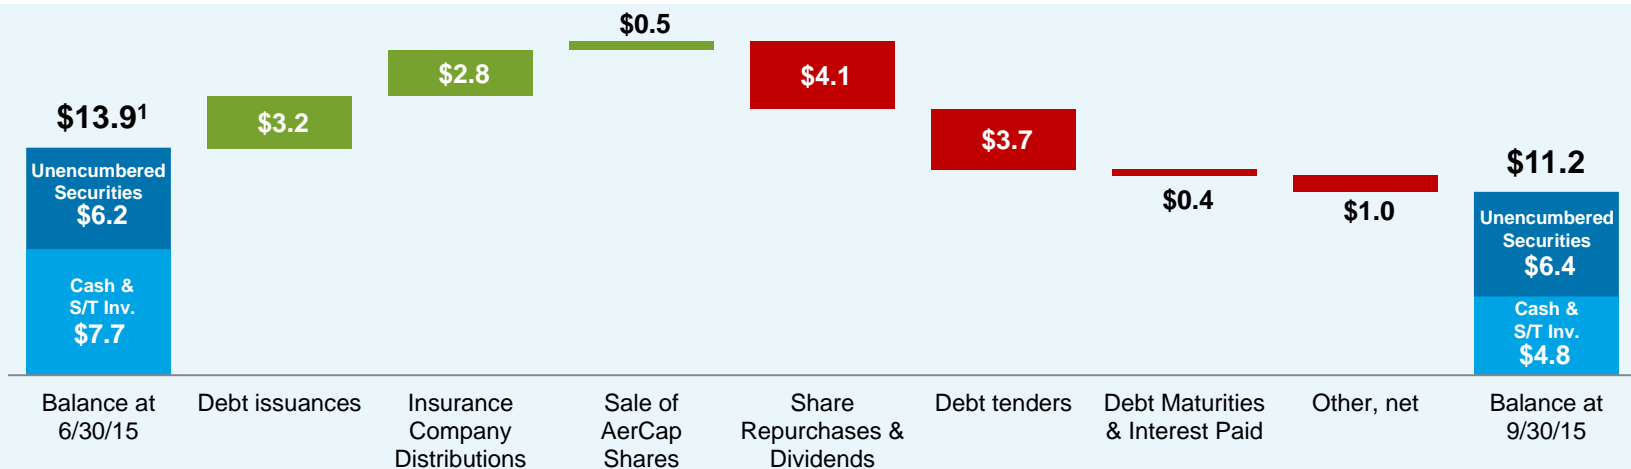 $13.9¹
Unencumbered
Securities
$6.2
Cash &
S/T Inv.
$7.7
$3.2
$2.8
$0.5
$4.1
$3.7
$0.4
$1.0
$11.2
Unencumbered
Securities
$6.4
Cash &
S/T Inv.
$4.8
Balance at
6/30/15
Debt issuances
Insurance
Company
Distributions
Sale of
AerCap
Shares
Share
Repurchases &
Dividends
Debt tenders
Debt Maturities
& Interest Paid
Other, net
Balance at
9/30/15